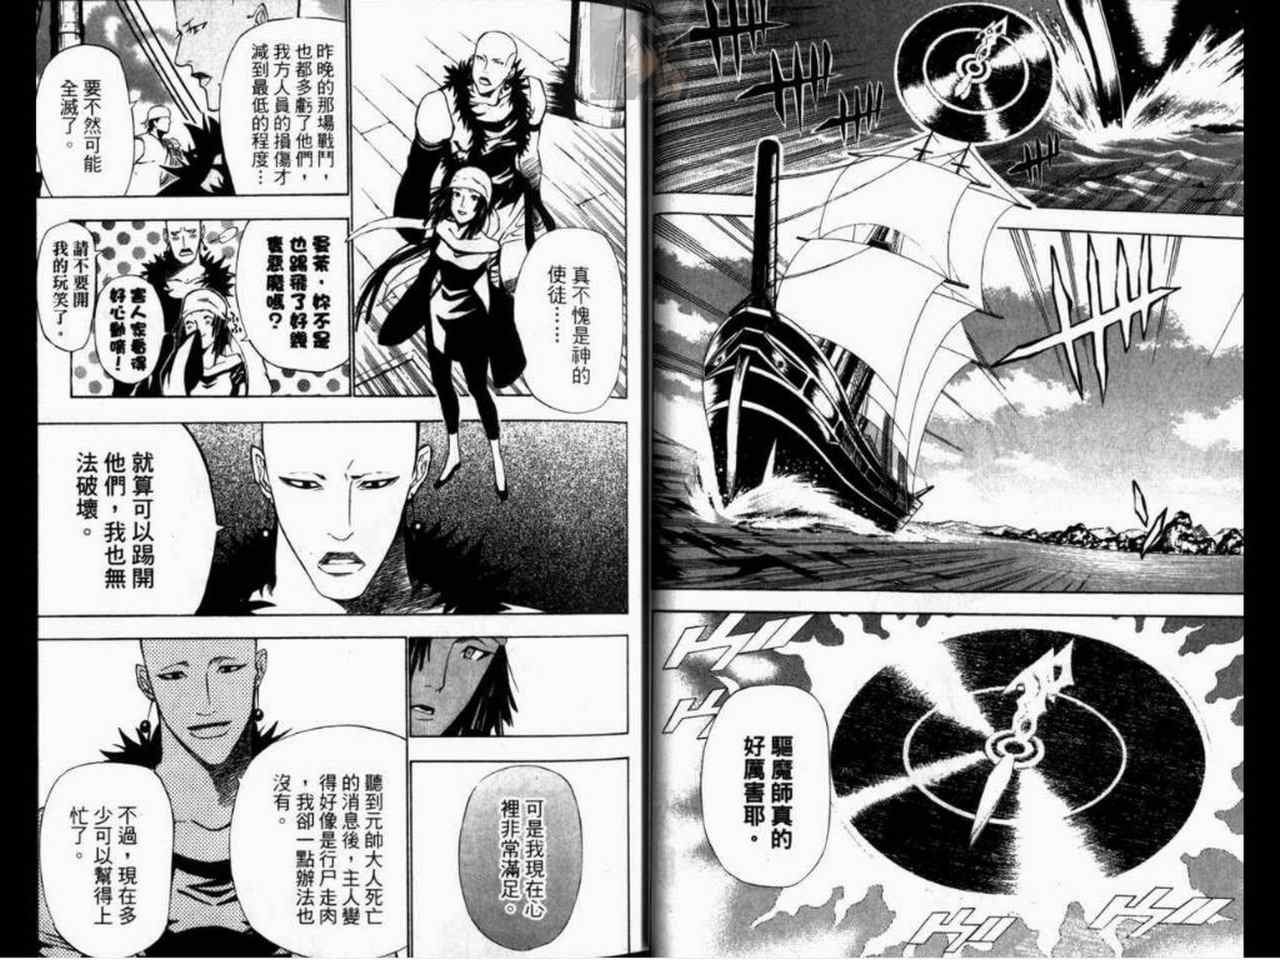 驅魔師真的
好厲害耶。
真不愧是神的
使徒……
昨晚的那場戰鬥，
也都多虧了他們，
我方人員的損傷才
減到最低的程度…
要不然可能
全滅了。
曼茶，妳不是
也踢飛了好幾
隻惡魔嗎？
害人家看得
好心動唷！
請不要開
我的玩笑了。
就算可以踢開
他們，我也無
法破壞。
可是我現在心
裡非常滿足。
聽到元帥大人死亡
的消息後，主人變
得好像是行尸走肉
，我卻一點辦法也
沒有。
不過，現在多
少可以幫得上
忙了。